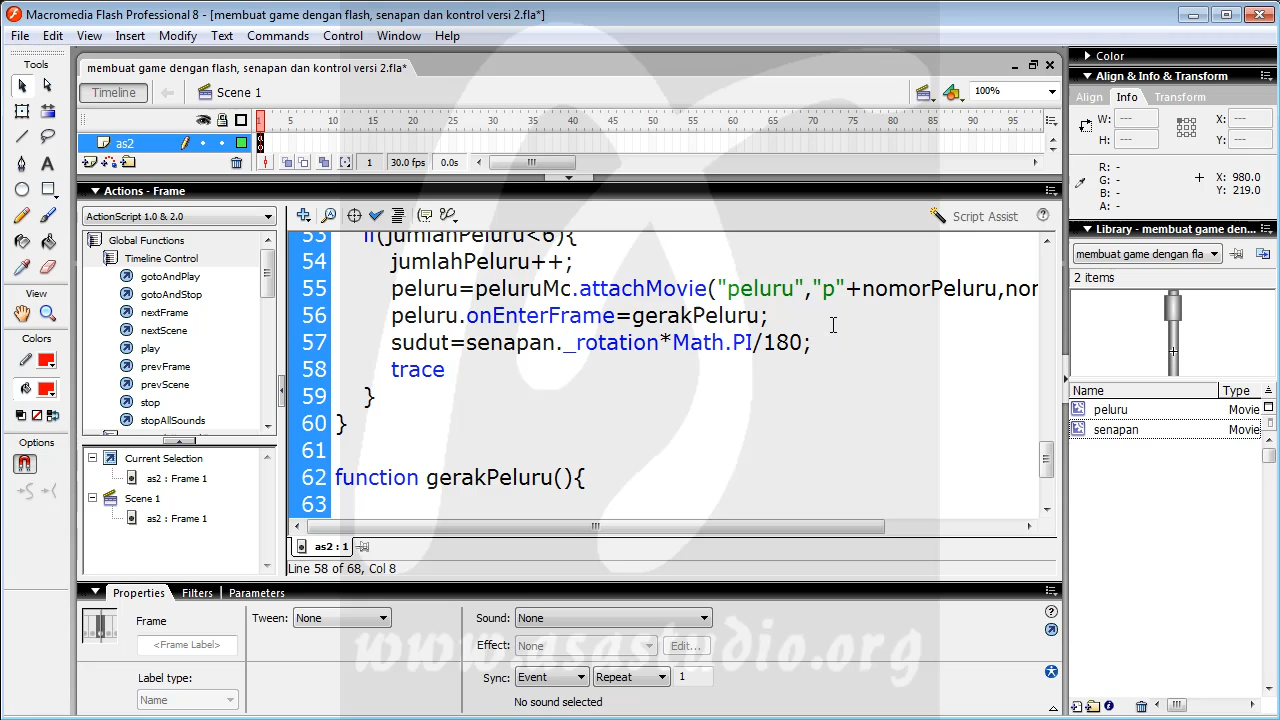 Macromedia Flash Professional 8 - [membuat game dengan flash, senapan dan kontrol versi 2.fla*]
File Edit View Insert Modify Text Commands Control Window Help
Tools
View
Colors
Options
membuat game dengan flash, senapan dan kontrol versi 2.fla*
Timeline
Scene 1
100%
1 5 10 15 20 25 30 35 40 45 50 55 60 65 70 75 80 85 90 95
as2
1 30.0 fps 0.0s
Actions - Frame
ActionScript 1.0 & 2.0
Global Functions
Timeline Control
gotoAndPlay
gotoAndStop
nextFrame
nextScene
play
prevFrame
prevScene
stop
stopAllSounds
Current Selection
as2 : Frame 1
Scene 1
as2 : Frame 1
Script Assist
53 if(jumlahPeluru<6){
54 jumlahPeluru++;
55 peluru=peluruMc.attachMovie("peluru","p"+nomorPeluru,nor
56 peluru.onEnterFrame=gerakPeluru;
57 sudut=senapan._rotation*Math.PI/180;
58 trace
59 }
60 }
61
62 function gerakPeluru(){
63
as2 : 1
Line 58 of 68, Col 8
Properties Filters Parameters
Frame
<Frame Label>
Label type:
Name
Tween: None
Sound: None
Effect: None Edit...
Sync: Event Repeat 1
No sound selected
Color
Align & Info & Transform
Align Info Transform
W: ---
H: ---
X: ---
Y: ---
R: -
G: -
B: -
A: -
X: 980.0
Y: 219.0
Library - membuat game den...
membuat game dengan fla
2 items
Name Type
peluru Movie
senapan Movie
www.asastudio.org